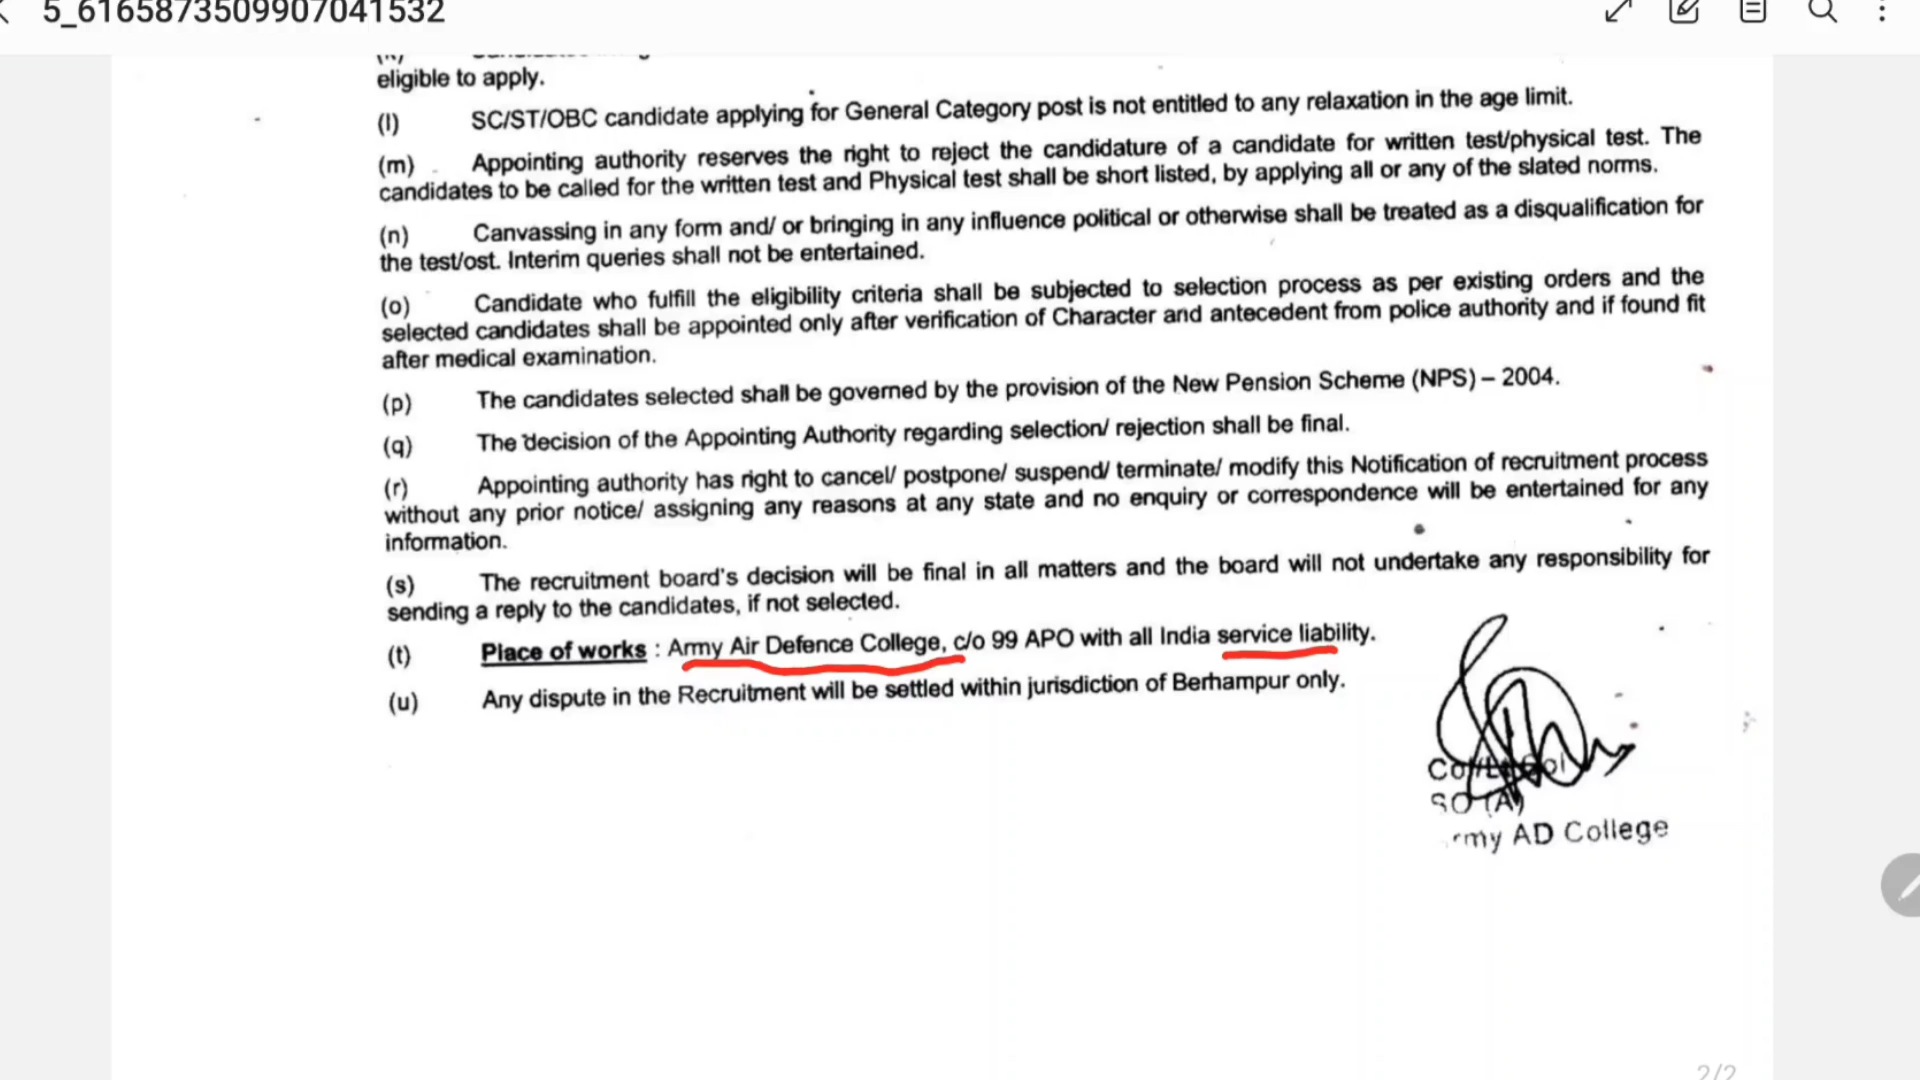 5_6165873509907041532
eligible to apply.
(l) SC/ST/OBC candidate applying for General Category post is not entitled to any relaxation in the age limit.
(m) Appointing authority reserves the right to reject the candidature of a candidate for written test/physical test. The
candidates to be called for the written test and Physical test shall be short listed, by applying all or any of the slated norms.
(n) Canvassing in any form and/ or bringing in any influence political or otherwise shall be treated as a disqualification for
the test/ost. Interim queries shall not be entertained.
(o) Candidate who fulfill the eligibility criteria shall be subjected to selection process as per existing orders and the
selected candidates shall be appointed only after verification of Character and antecedent from police authority and if found fit
after medical examination.
(p) The candidates selected shall be governed by the provision of the New Pension Scheme (NPS) – 2004.
(q) The decision of the Appointing Authority regarding selection/ rejection shall be final.
(r) Appointing authority has right to cancel/ postpone/ suspend/ terminate/ modify this Notification of recruitment process
without any prior notice/ assigning any reasons at any state and no enquiry or correspondence will be entertained for any
information.
(s) The recruitment board's decision will be final in all matters and the board will not undertake any responsibility for
sending a reply to the candidates, if not selected.
(t) Place of works : Army Air Defence College, c/o 99 APO with all India service liability.
(u) Any dispute in the Recruitment will be settled within jurisdiction of Berhampur only.
SO (A)
my AD College
2/2